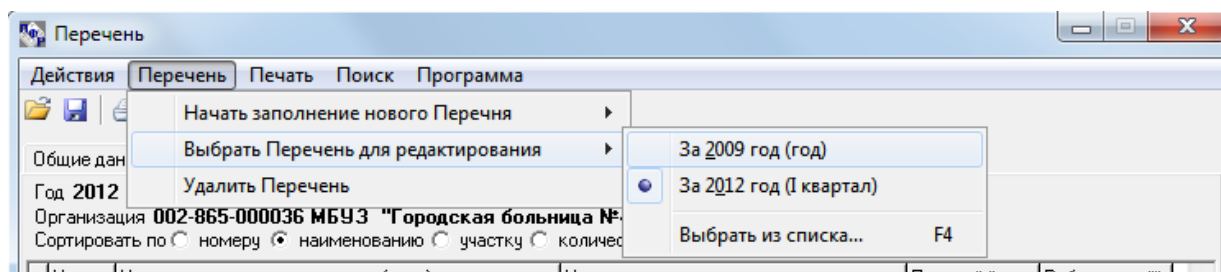 Перечень
Действия Перечень Печать Поиск Программа
Начать заполнение нового Перечня
Выбрать Перечень для редактирования
За 2009 год (год)
Общие дан
Удалить Перечень
За 2012 год (I квартал)
Год 2012
Организация 002-865-000036 МБУЗ "Городская больница №
Выбрать из списка... F4
Сортировать по номеру наименованию участку количес